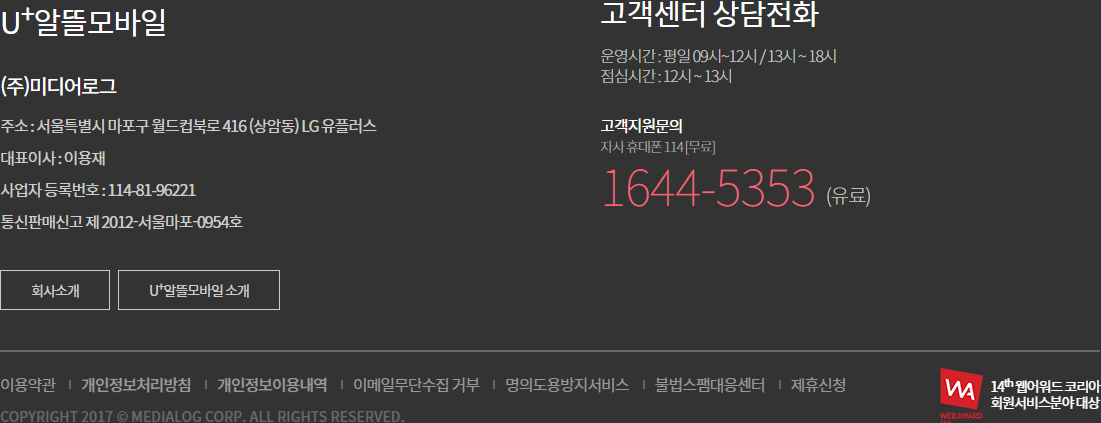 U+알뜰모바일
(주)미디어로그
주소 : 서울특별시 마포구 월드컵북로 416 (상암동) LG 유플러스
대표이사 : 이용재
사업자 등록번호 : 114-81-96221
통신판매신고 제 2012-서울마포-0954호
회사소개
U+알뜰모바일 소개
고객센터 상담전화
운영시간 : 평일 09시~12시 / 13시 ~ 18시
점심시간 : 12시 ~ 13시
고객지원문의
자사 휴대폰 114 [무료]
1644-5353 (유료)
이용약관 | 개인정보처리방침 | 개인정보이용내역 | 이메일무단수집 거부 | 명의도용방지서비스 | 불법스팸대응센터 | 제휴신청
COPYRIGHT 2017 © MEDIALOG CORP. ALL RIGHTS RESERVED.
WA
WEB AWARD
14th 웹어워드 코리아
회원서비스분야 대상